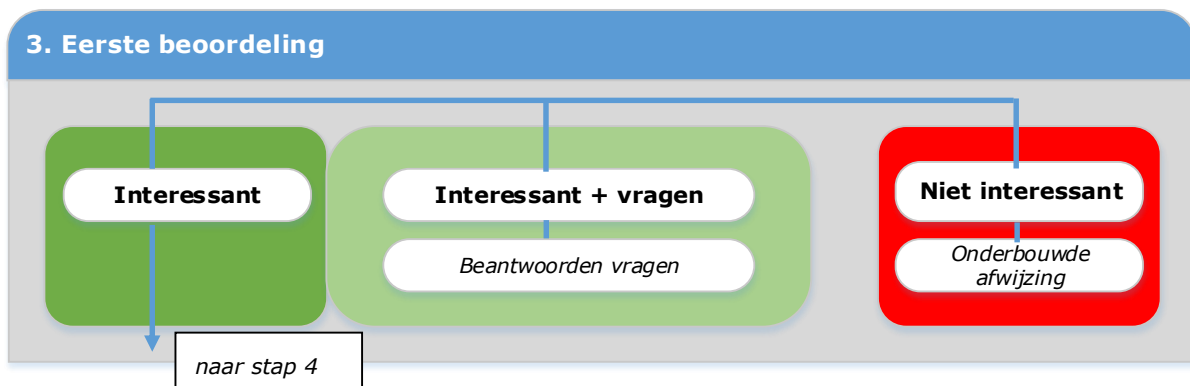 3. Eerste beoordeling
Interessant
Interessant + vragen
Beantwoorden vragen
Niet interessant
Onderbouwde
afwijzing
naar stap 4